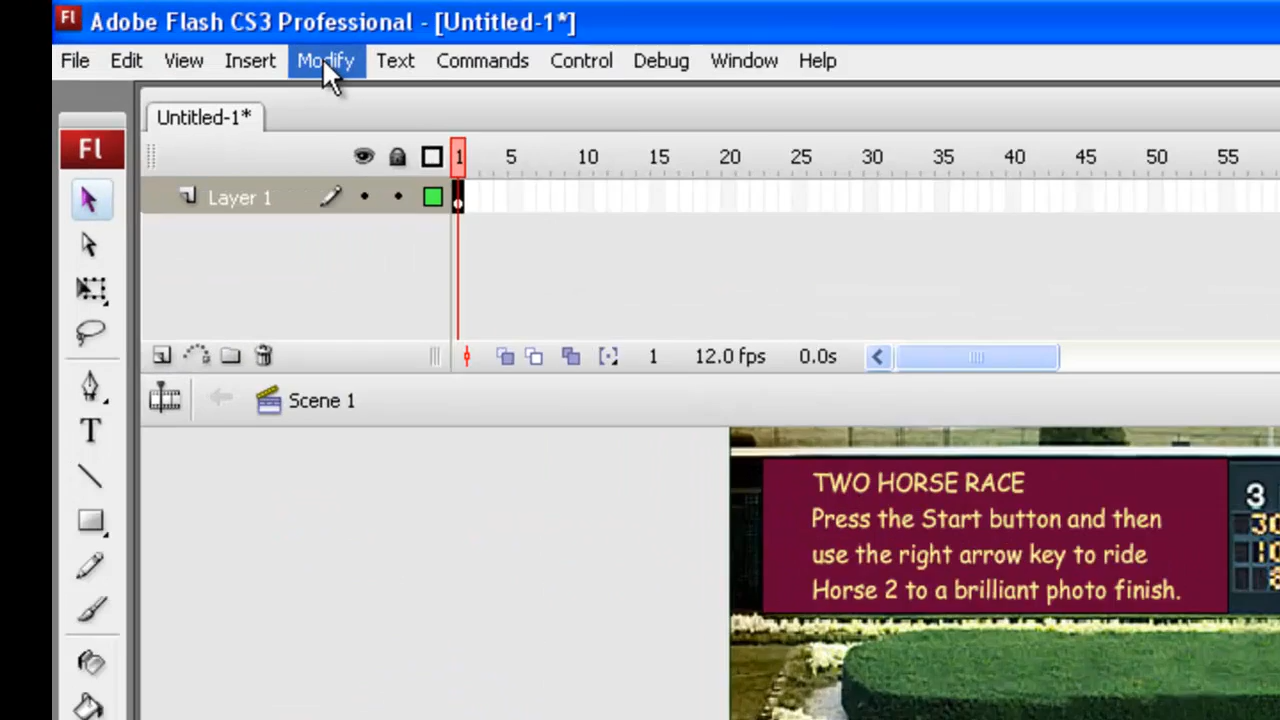 Fl Adobe Flash CS3 Professional - [Untitled-1*]
File Edit View Insert Modify Text Commands Control Debug Window Help
Untitled-1*
Fl
1 5 10 15 20 25 30 35 40 45 50 55
Layer 1
1 12.0 fps 0.0s
Scene 1
TWO HORSE RACE
Press the Start button and then
use the right arrow key to ride
Horse 2 to a brilliant photo finish.
3
T